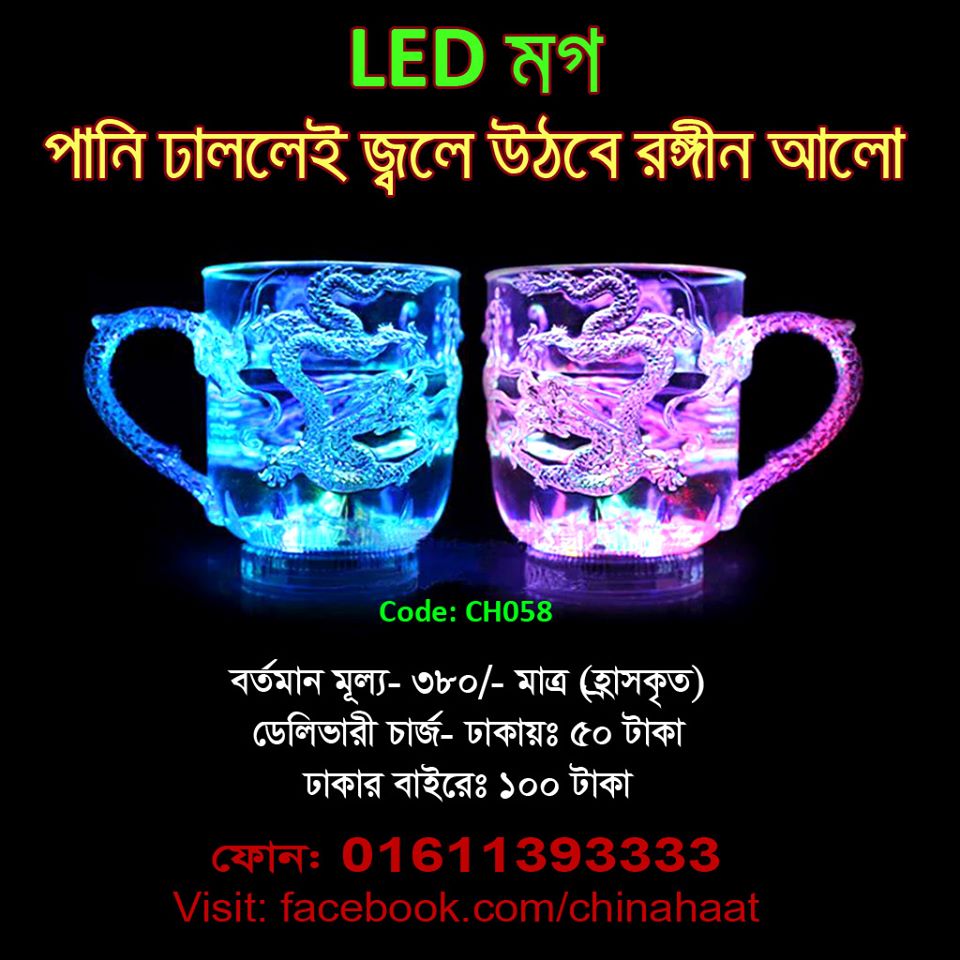 LED মগ
পানি ঢাললেই জ্বলে উঠবে রঙ্গীন আলো
Code: CH058
বর্তমান মূল্য- ৩৮০/- মাত্র (হ্রাসকৃত)
ডেলিভারী চার্জ- ঢাকায়ঃ ৫০ টাকা
ঢাকার বাইরেঃ ১০০ টাকা
ফোন: 01611393333
Visit: facebook.com/chinahaat